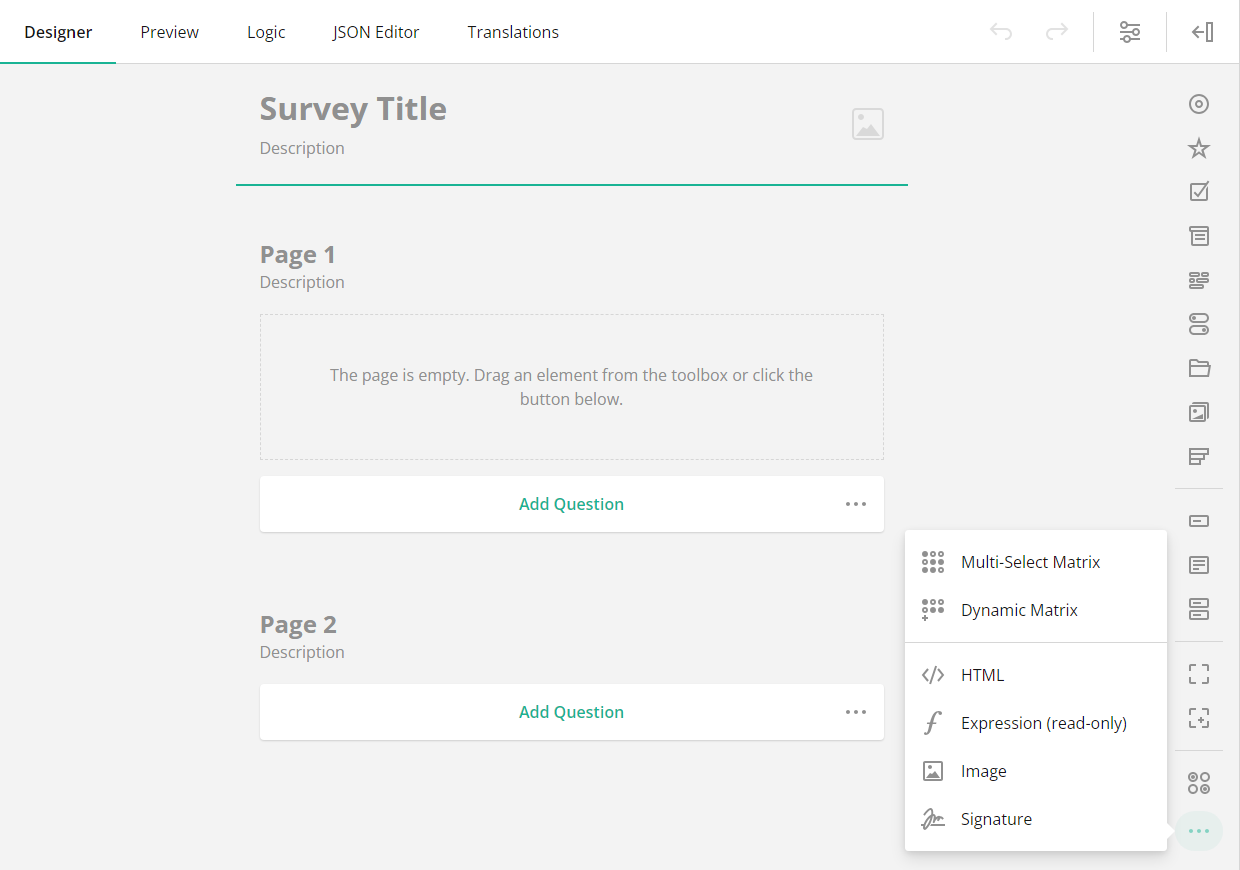 Designer
Preview
Logic
JSON Editor
Translations
Survey Title
Description
Page 1
Description
The page is empty. Drag an element from the toolbox or click the
button below.
Add Question
Page 2
Description
Add Question
Multi-Select Matrix
Dynamic Matrix
HTML
Expression (read-only)
Image
Signature